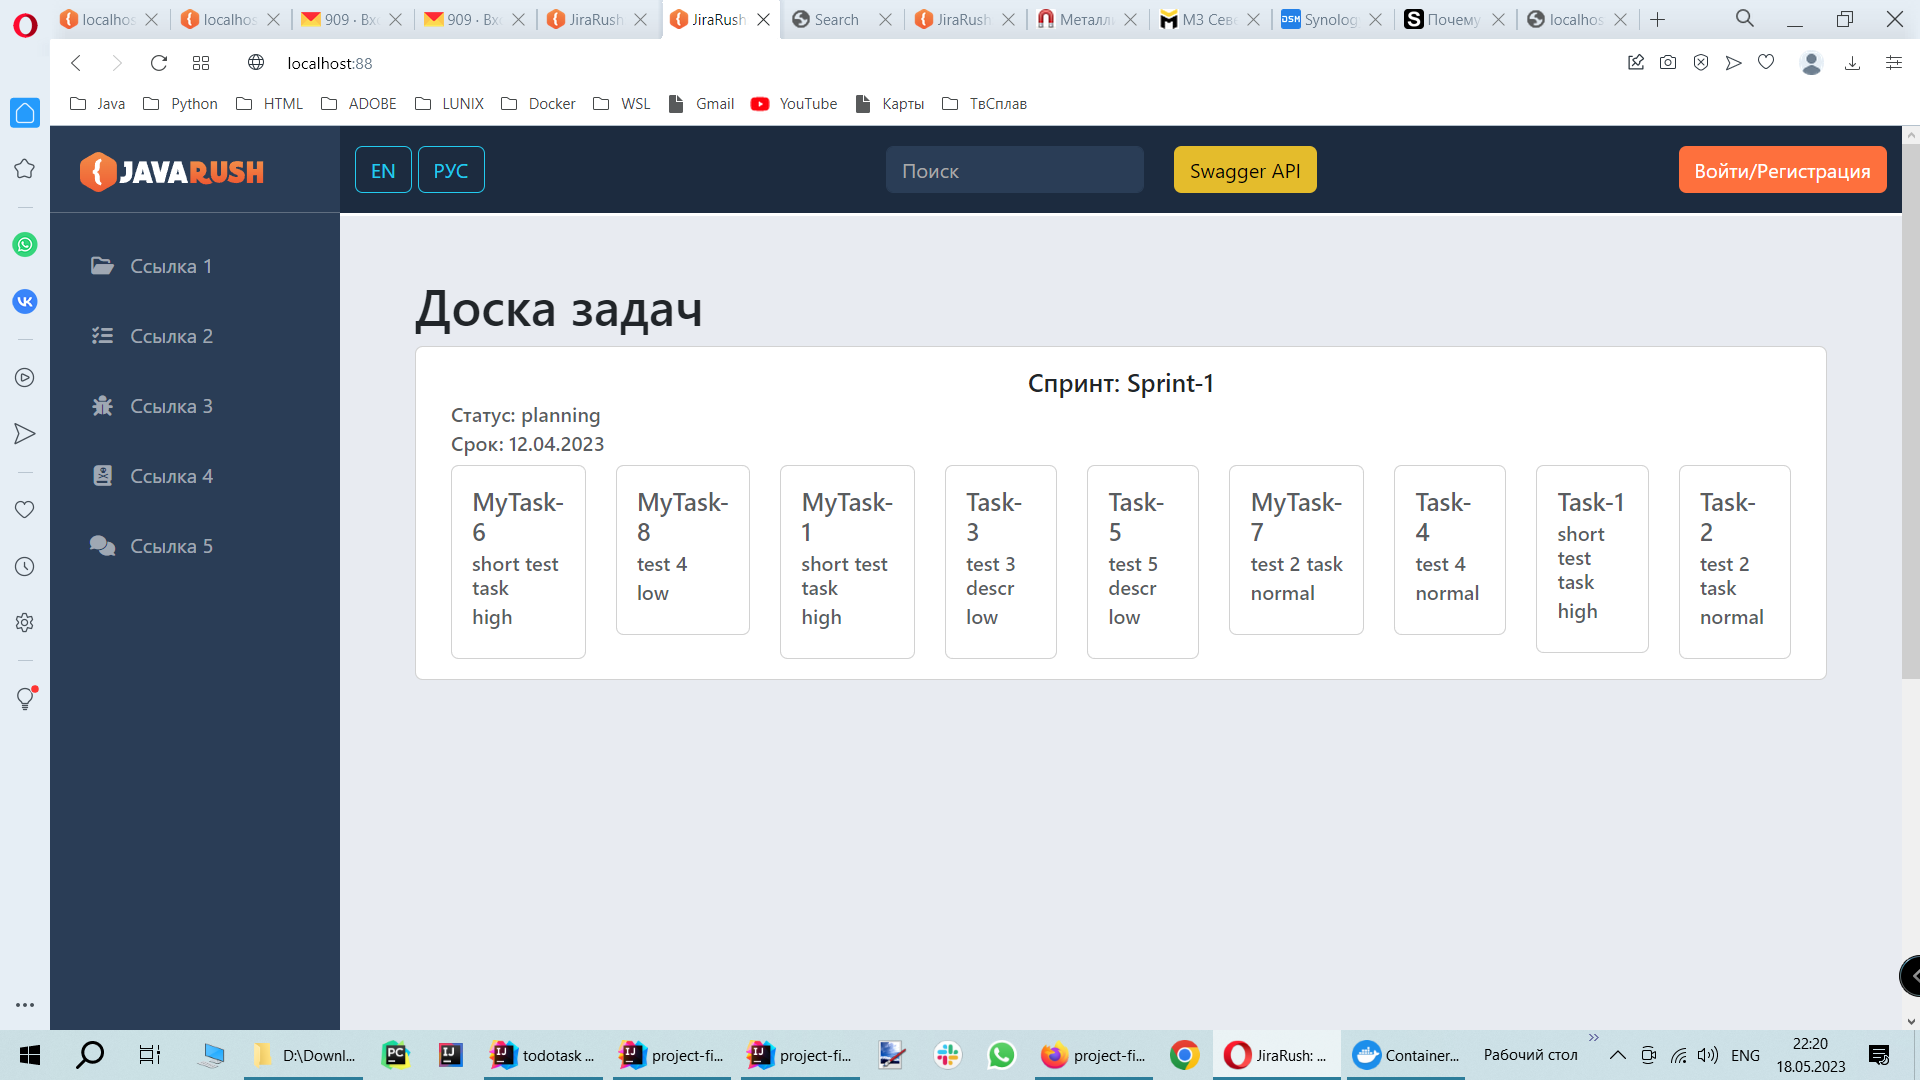 localhos
localhos
909 · Вхо
909 · Вхо
JiraRush
JiraRush
Search
JiraRush
Металл
МЗ Севе
Synolog
Почему
localhos
localhost:88
Java
Python
HTML
ADOBE
LUNIX
Docker
WSL
Gmail
YouTube
Карты
ТвСплав
JAVARUSH
EN
РУС
Поиск
Swagger API
Войти/Регистрация
Ссылка 1
Ссылка 2
Ссылка 3
Ссылка 4
Ссылка 5
Доска задач
Спринт: Sprint-1
Статус: planning
Срок: 12.04.2023
MyTask-
6
short test
task
high
MyTask-
8
test 4
low
MyTask-
1
short test
task
high
Task-
3
test 3
descr
low
Task-
5
test 5
descr
low
MyTask-
7
test 2 task
normal
Task-
4
test 4
normal
Task-1
short
test
task
high
Task-
2
test 2
task
normal
D:\Downl...
todotask ...
project-fi...
project-fi...
project-fi...
JiraRush: ...
Container...
Рабочий стол
ENG
22:20
18.05.2023